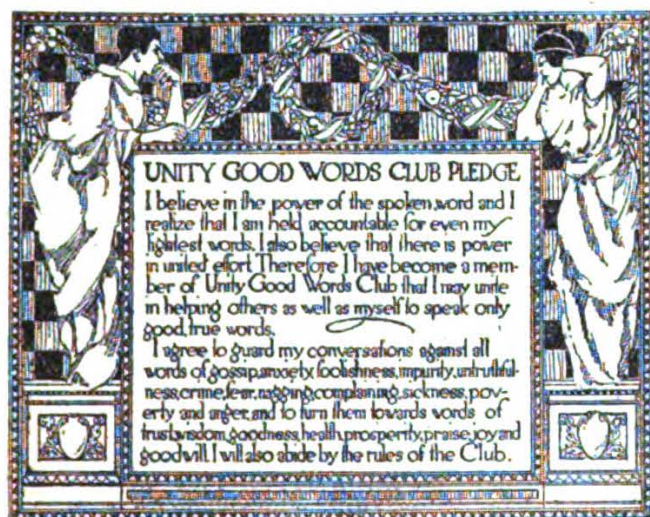 UNITY GOOD WORDS CLUB PLEDGE
I believe in the power of the spoken word and I
realize that I am held accountable for even my
lightest words. I also believe that there is power
in united effort. Therefore I have become a mem-
ber of Unity Good Words Club that I may unite
in helping others as well as myself to speak only
good, true words.
I agree to guard my conversations against all
words of gossip, anxiety, foolishness, impurity, untruthful-
ness, crime, fear, nagging, complaining, sickness, pov-
erty and anger, and to turn them towards words of
trust, wisdom, goodness, health, prosperity, praise, joy and
good will. I will also abide by the rules of the Club.